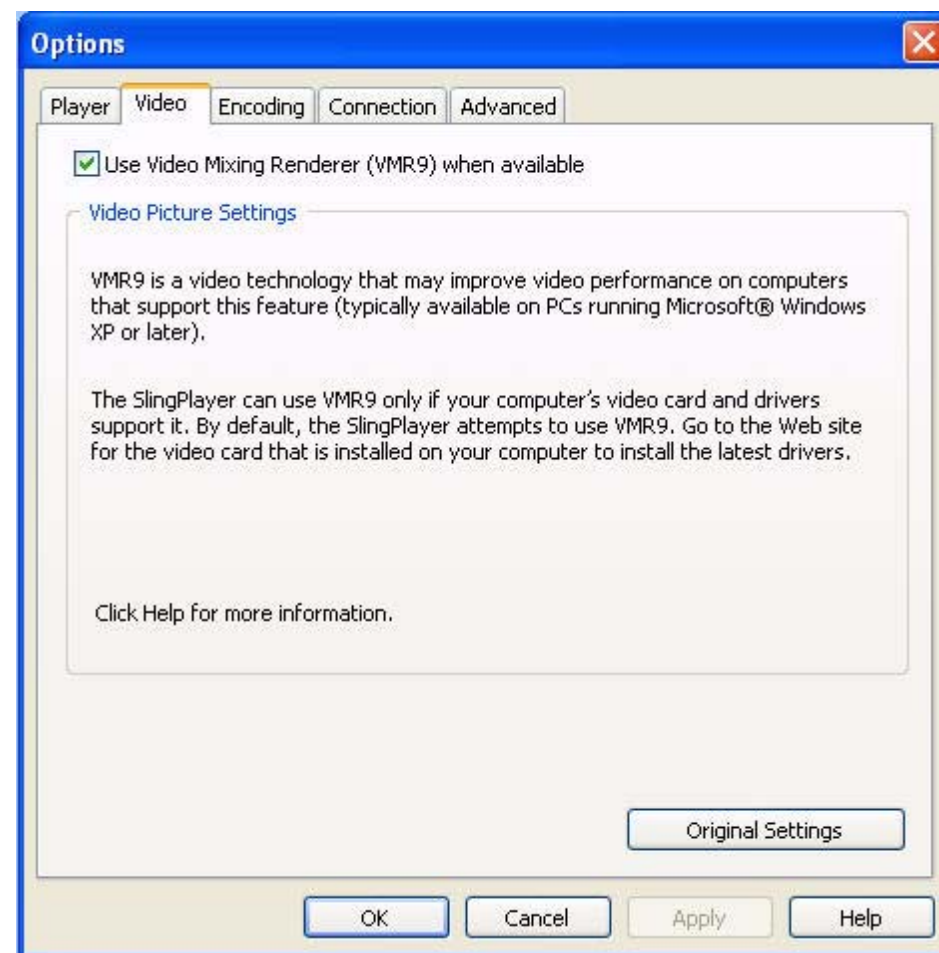 Options
Player Video Encoding Connection Advanced
Use Video Mixing Renderer (VMR9) when available
Video Picture Settings
VMR9 is a video technology that may improve video performance on computers
that support this feature (typically available on PCs running Microsoft® Windows
XP or later).
The SlingPlayer can use VMR9 only if your computer's video card and drivers
support it. By default, the SlingPlayer attempts to use VMR9. Go to the Web site
for the video card that is installed on your computer to install the latest drivers.
Click Help for more information.
Original Settings
OK Cancel Apply Help